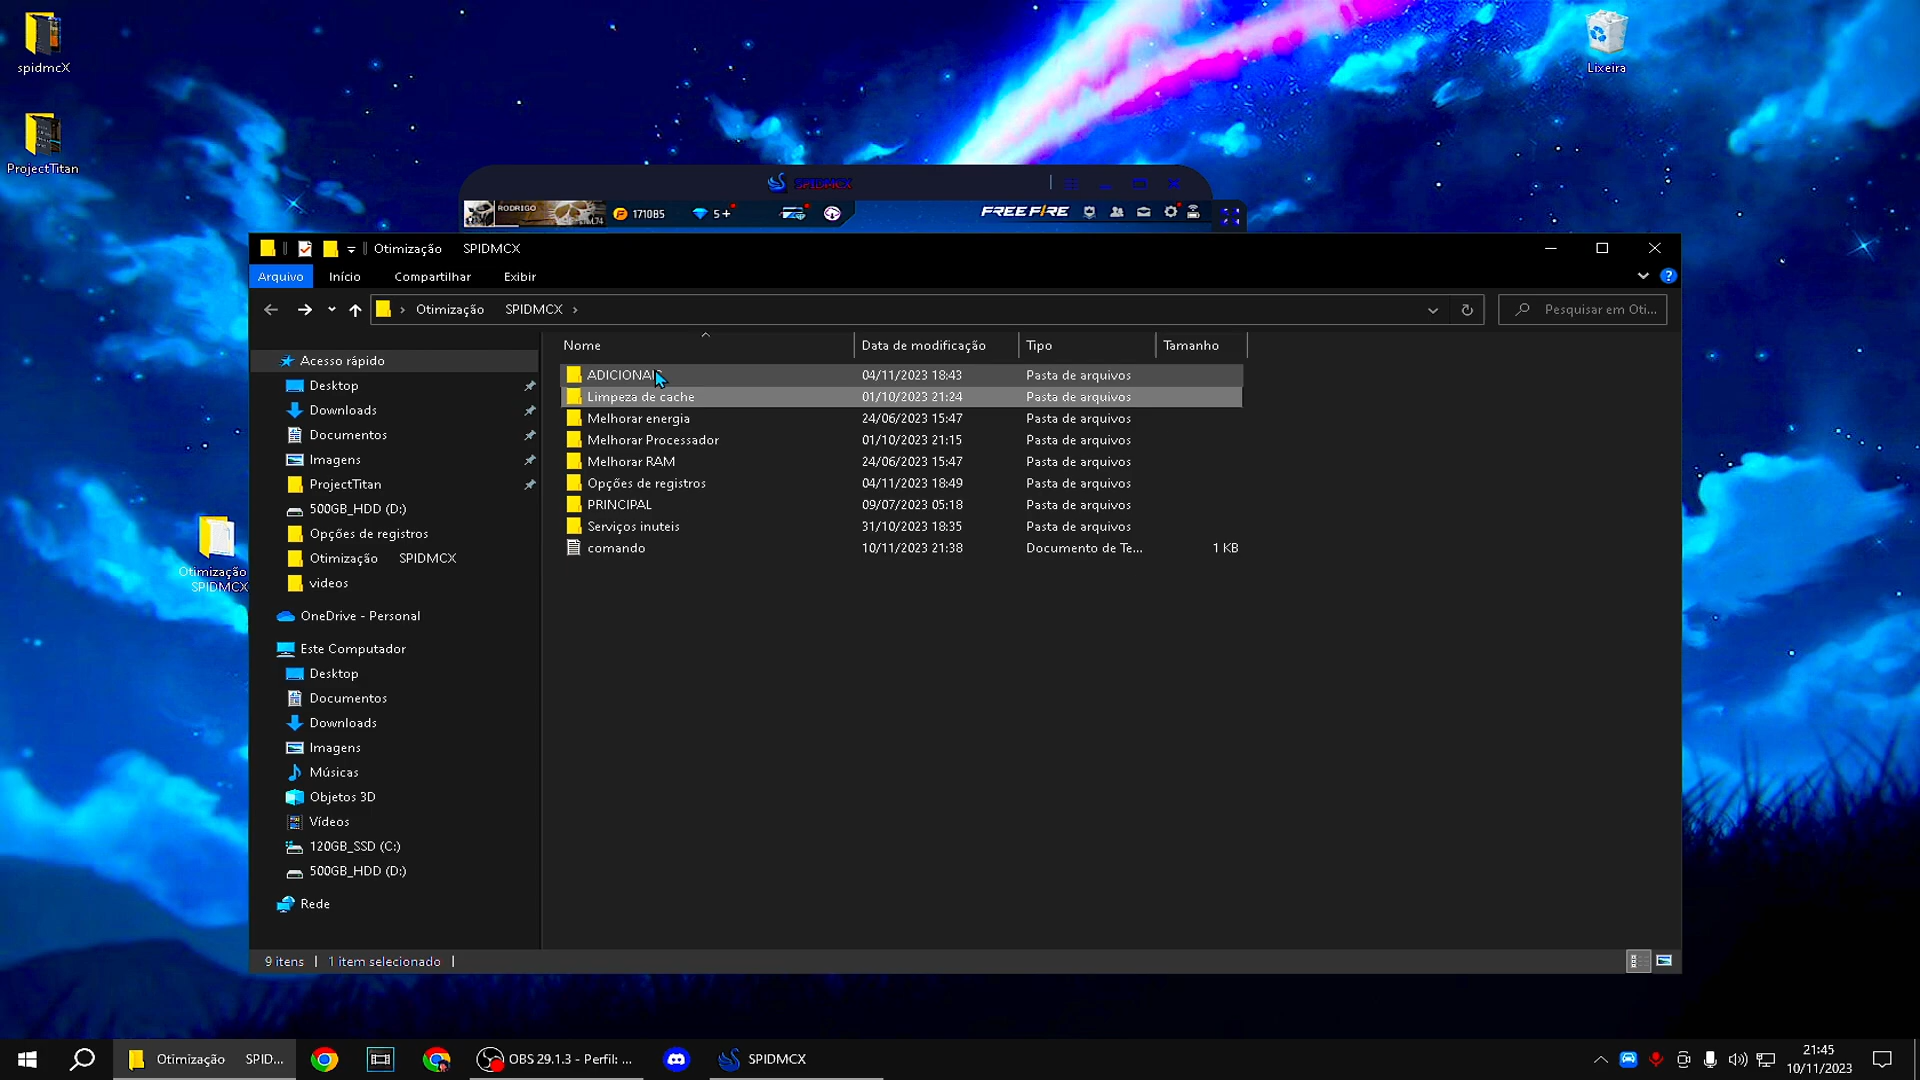 spidmcX
Lixeira
ProjectTitan
SPIDMCX
RODRIGO
171085
5+
FREE FIRE
Otimização SPIDMCX
Arquivo Início Compartilhar Exibir
Otimização SPIDMCX
Pesquisar em Oti...
Nome Data de modificação Tipo Tamanho
Acesso rápido
Desktop
Downloads
Documentos
Imagens
ProjectTitan
500GB_HDD (D:)
Opções de registros
Otimização SPIDMCX
videos
OneDrive - Personal
Este Computador
Desktop
Documentos
Downloads
Imagens
Músicas
Objetos 3D
Vídeos
120GB_SSD (C:)
500GB_HDD (D:)
Rede
ADICIONAIS 04/11/2023 18:43 Pasta de arquivos
Limpeza de cache 01/10/2023 21:24 Pasta de arquivos
Melhorar energia 24/06/2023 15:47 Pasta de arquivos
Melhorar Processador 01/10/2023 21:15 Pasta de arquivos
Melhorar RAM 24/06/2023 15:47 Pasta de arquivos
Opções de registros 04/11/2023 18:49 Pasta de arquivos
PRINCIPAL 09/07/2023 05:18 Pasta de arquivos
Serviços inuteis 31/10/2023 18:35 Pasta de arquivos
comando 10/11/2023 21:38 Documento de Te... 1 KB
Otimização
SPIDMCX
9 itens 1 item selecionado
Otimização SPID...
OBS 29.1.3 - Perfil: ...
SPIDMCX
21:45
10/11/2023